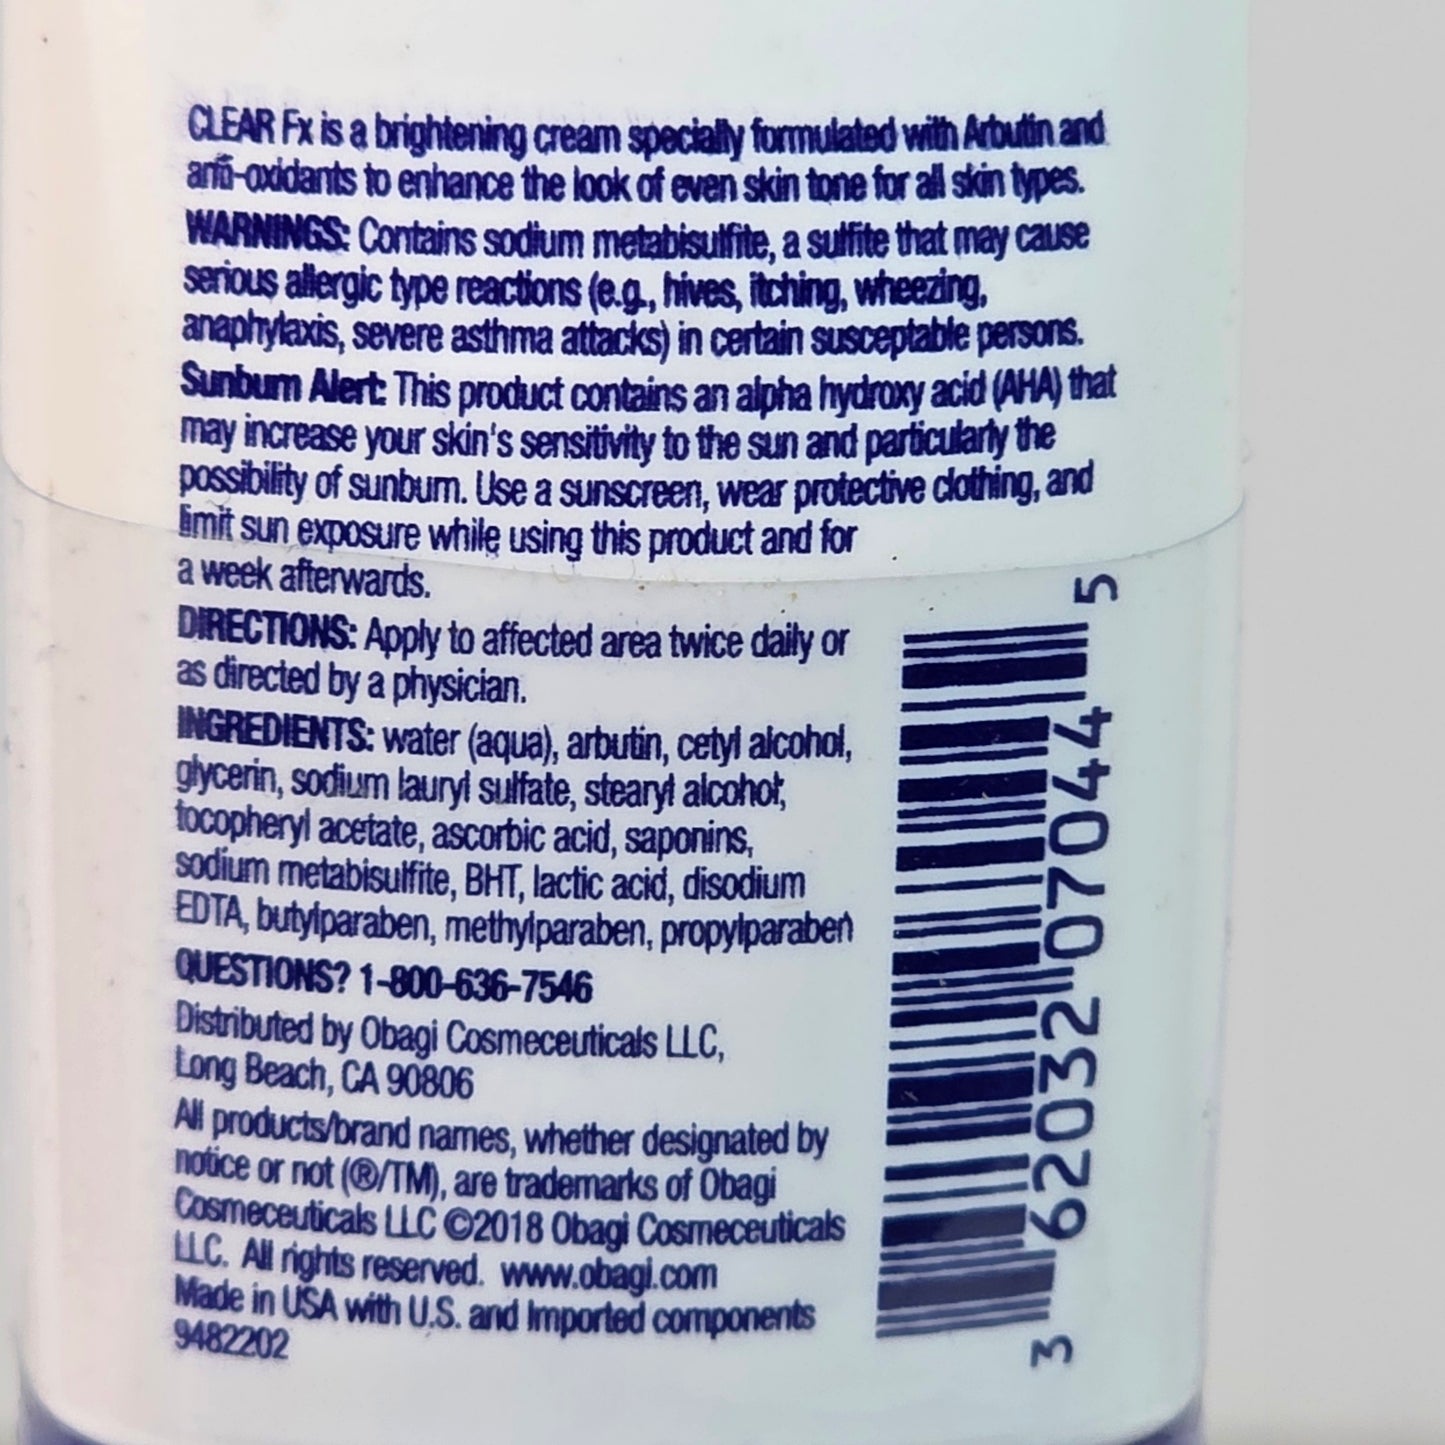 CLEAR Fx is a brightening cream specially formulated with Arbutin and
anti-oxidants to enhance the look of even skin tone for all skin types.
WARNINGS: Contains sodium metabisulfite, a sulfite that may cause
serious allergic type reactions (e.g., hives, itching, wheezing,
anaphylaxis, severe asthma attacks) in certain susceptable persons.
Sunburn Alert: This product contains an alpha hydroxy acid (AHA) that
may increase your skin's sensitivity to the sun and particularly the
possibility of sunburn. Use a sunscreen, wear protective clothing, and
limit sun exposure while using this product and for
a week afterwards.
DIRECTIONS: Apply to affected area twice daily or
as directed by a physician.
INGREDIENTS: water (aqua), arbutin, cetyl alcohol,
glycerin, sodium lauryl sulfate, stearyl alcohol,
tocopheryl acetate, ascorbic acid, saponins,
sodium metabisulfite, BHT, lactic acid, disodium
EDTA, butylparaben, methylparaben, propylparaben
QUESTIONS? 1-800-636-7546
Distributed by Obagi Cosmeceuticals LLC,
Long Beach, CA 90806
All products/brand names, whether designated by
notice or not (®/TM), are trademarks of Obagi
Cosmeceuticals LLC ©2018 Obagi Cosmeceuticals
LLC. All rights reserved. www.obagi.com
Made in USA with U.S. and Imported components
9482202
3 62032 07044 5